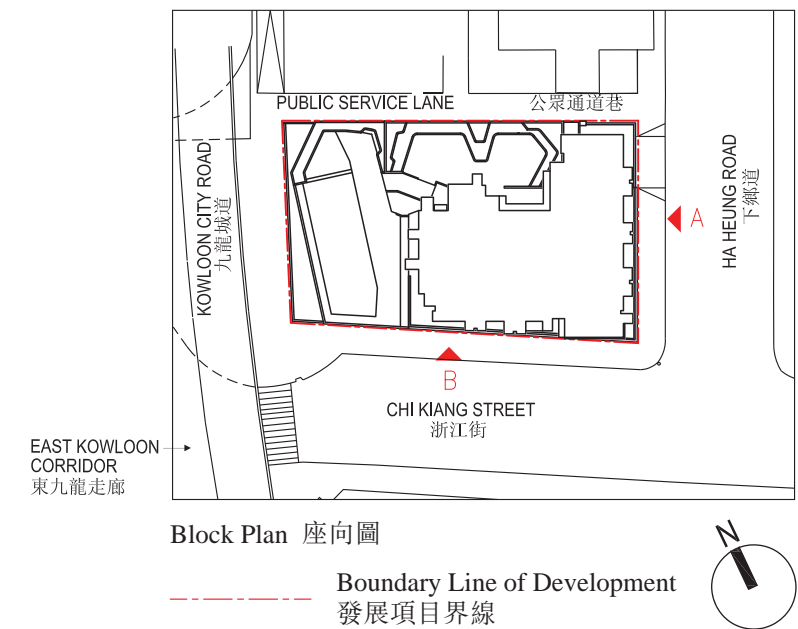 PUBLIC SERVICE LANE
公眾通道巷
KOWLOON CITY ROAD
九龍城道
HA HEUNG ROAD
下鄉道
A
B
CHI KIANG STREET
浙江街
EAST KOWLOON
CORRIDOR
東九龍走廊
Block Plan 座向圖
N
Boundary Line of Development
發展項目界線